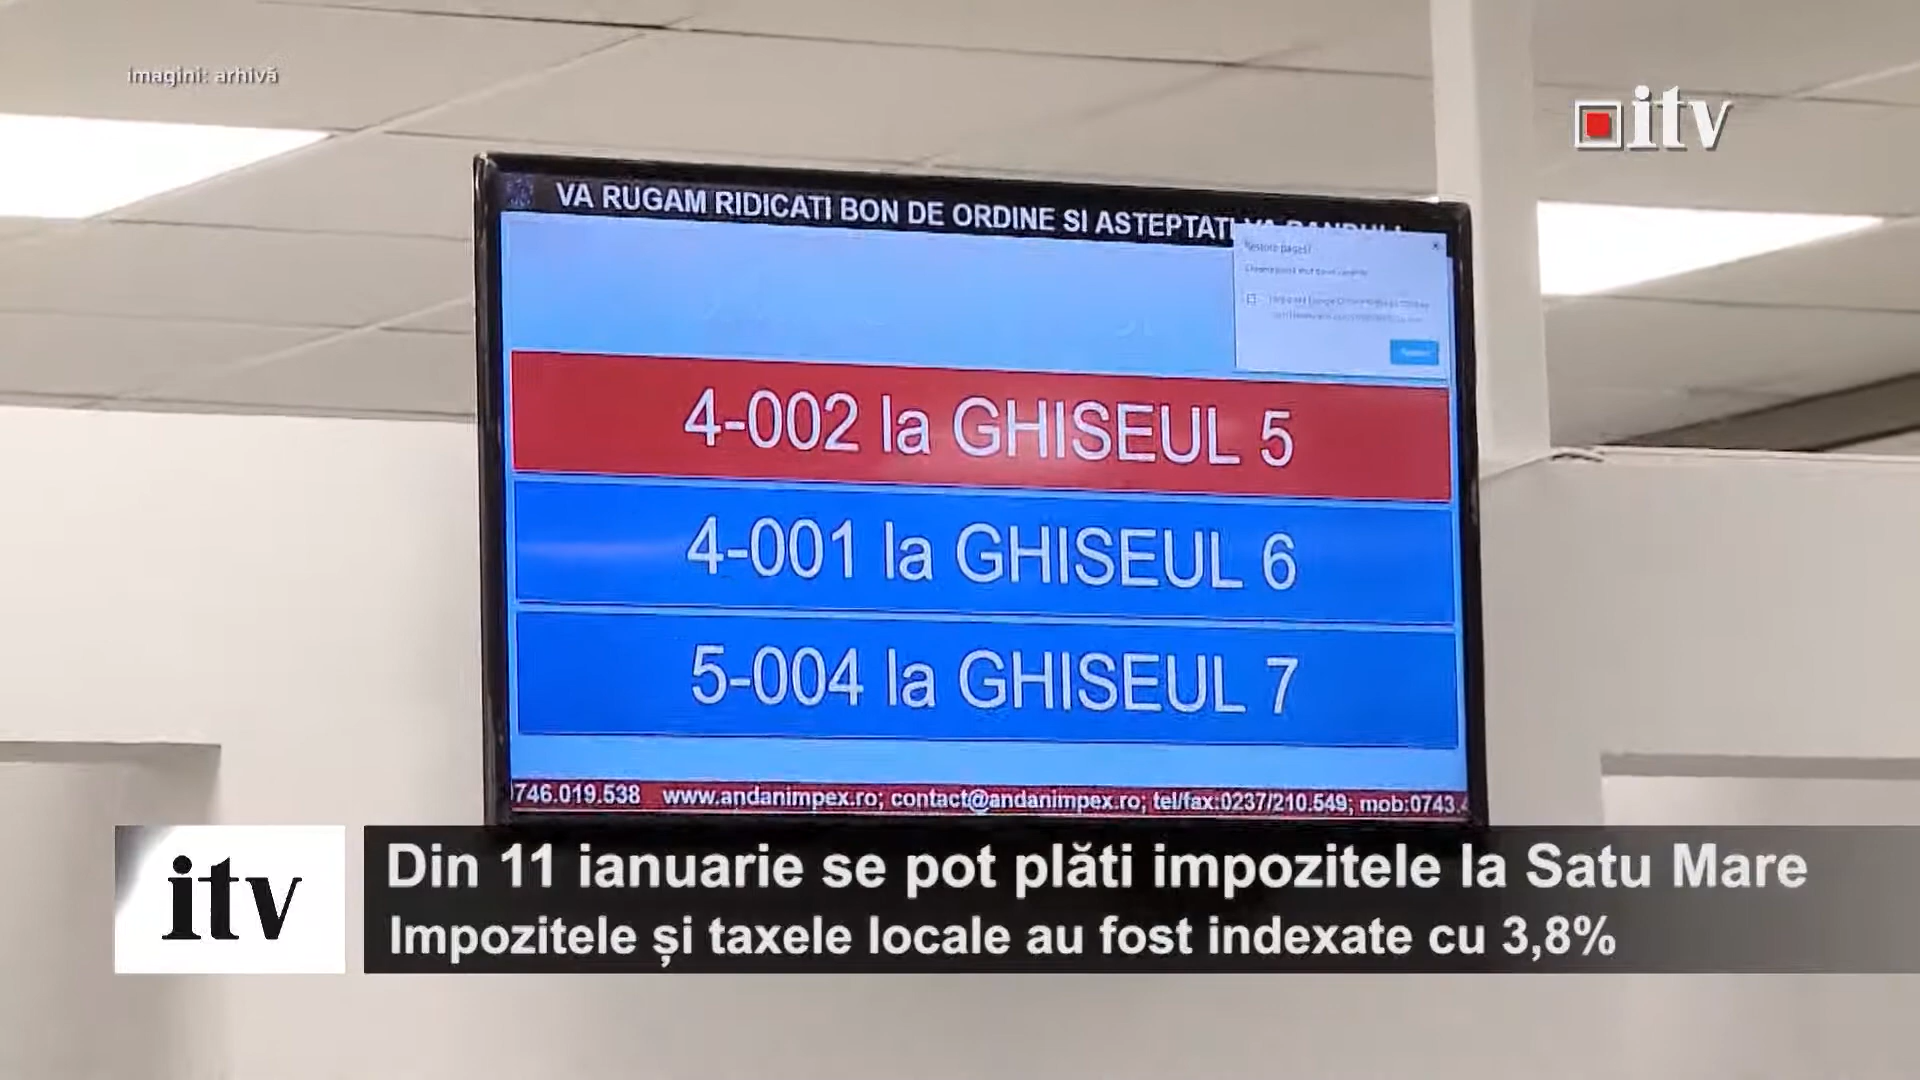 imagini: arhivă
itv
VA RUGAM RIDICATI BON DE ORDINE SI ASTEPTATI
Restore pages?
4-002 la GHISEUL 5
4-001 la GHISEUL 6
5-004 la GHISEUL 7
746.019.538 www.andanimpex.ro; contact@andanimpex.ro; tel/fax:0237/210.549; mob:0743.
itv
Din 11 ianuarie se pot plăti impozitele la Satu Mare
Impozitele și taxele locale au fost indexate cu 3,8%